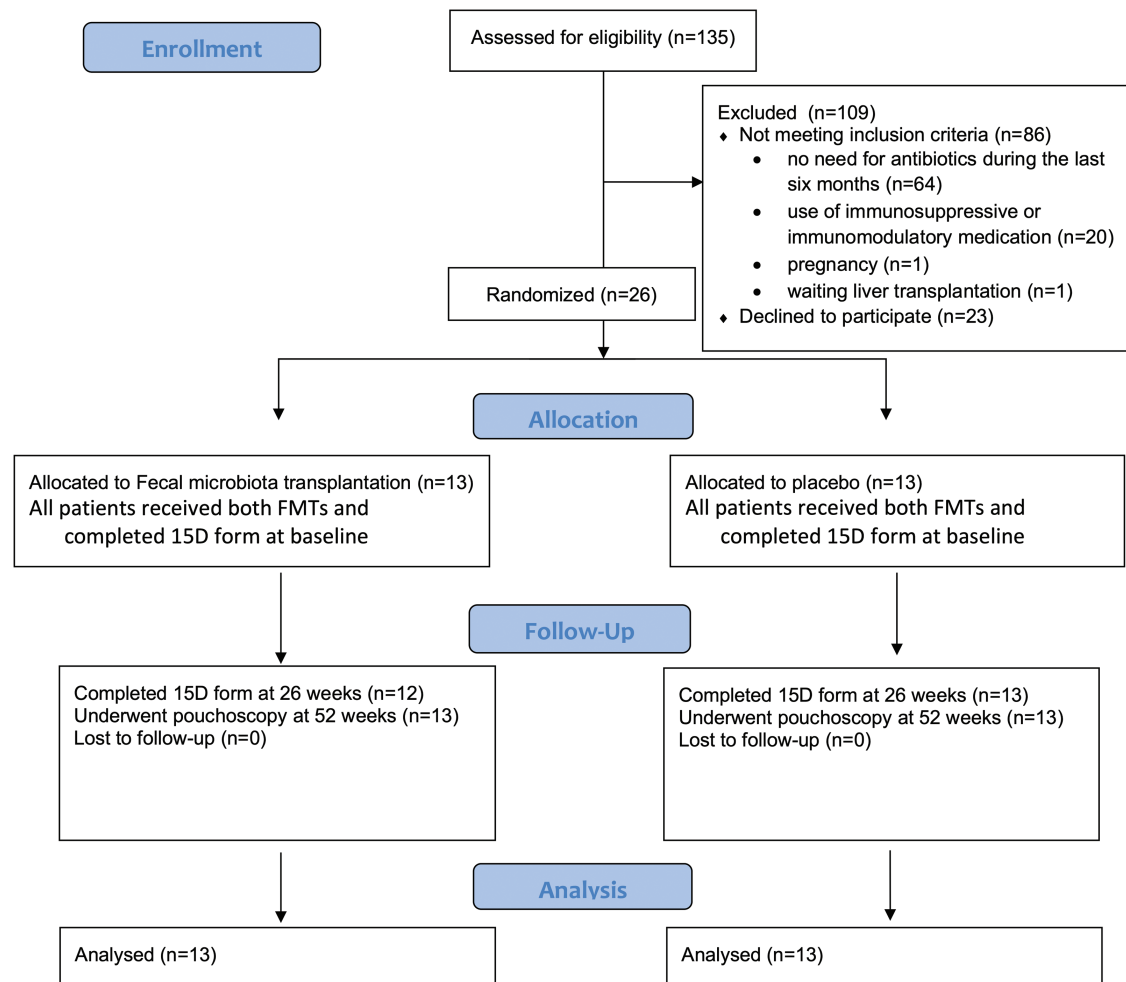 Enrollment
Assessed for eligibility (n=135)
Excluded (n=109)
♦ Not meeting inclusion criteria (n=86)
• no need for antibiotics during the last
six months (n=64)
• use of immunosuppressive or
immunomodulatory medication (n=20)
• pregnancy (n=1)
• waiting liver transplantation (n=1)
♦ Declined to participate (n=23)
Randomized (n=26)
Allocation
Allocated to Fecal microbiota transplantation (n=13)
All patients received both FMTs and
completed 15D form at baseline
Allocated to placebo (n=13)
All patients received both FMTs and
completed 15D form at baseline
Follow-Up
Completed 15D form at 26 weeks (n=12)
Underwent pouchoscopy at 52 weeks (n=13)
Lost to follow-up (n=0)
Completed 15D form at 26 weeks (n=13)
Underwent pouchoscopy at 52 weeks (n=13)
Lost to follow-up (n=0)
Analysis
Analysed (n=13)
Analysed (n=13)